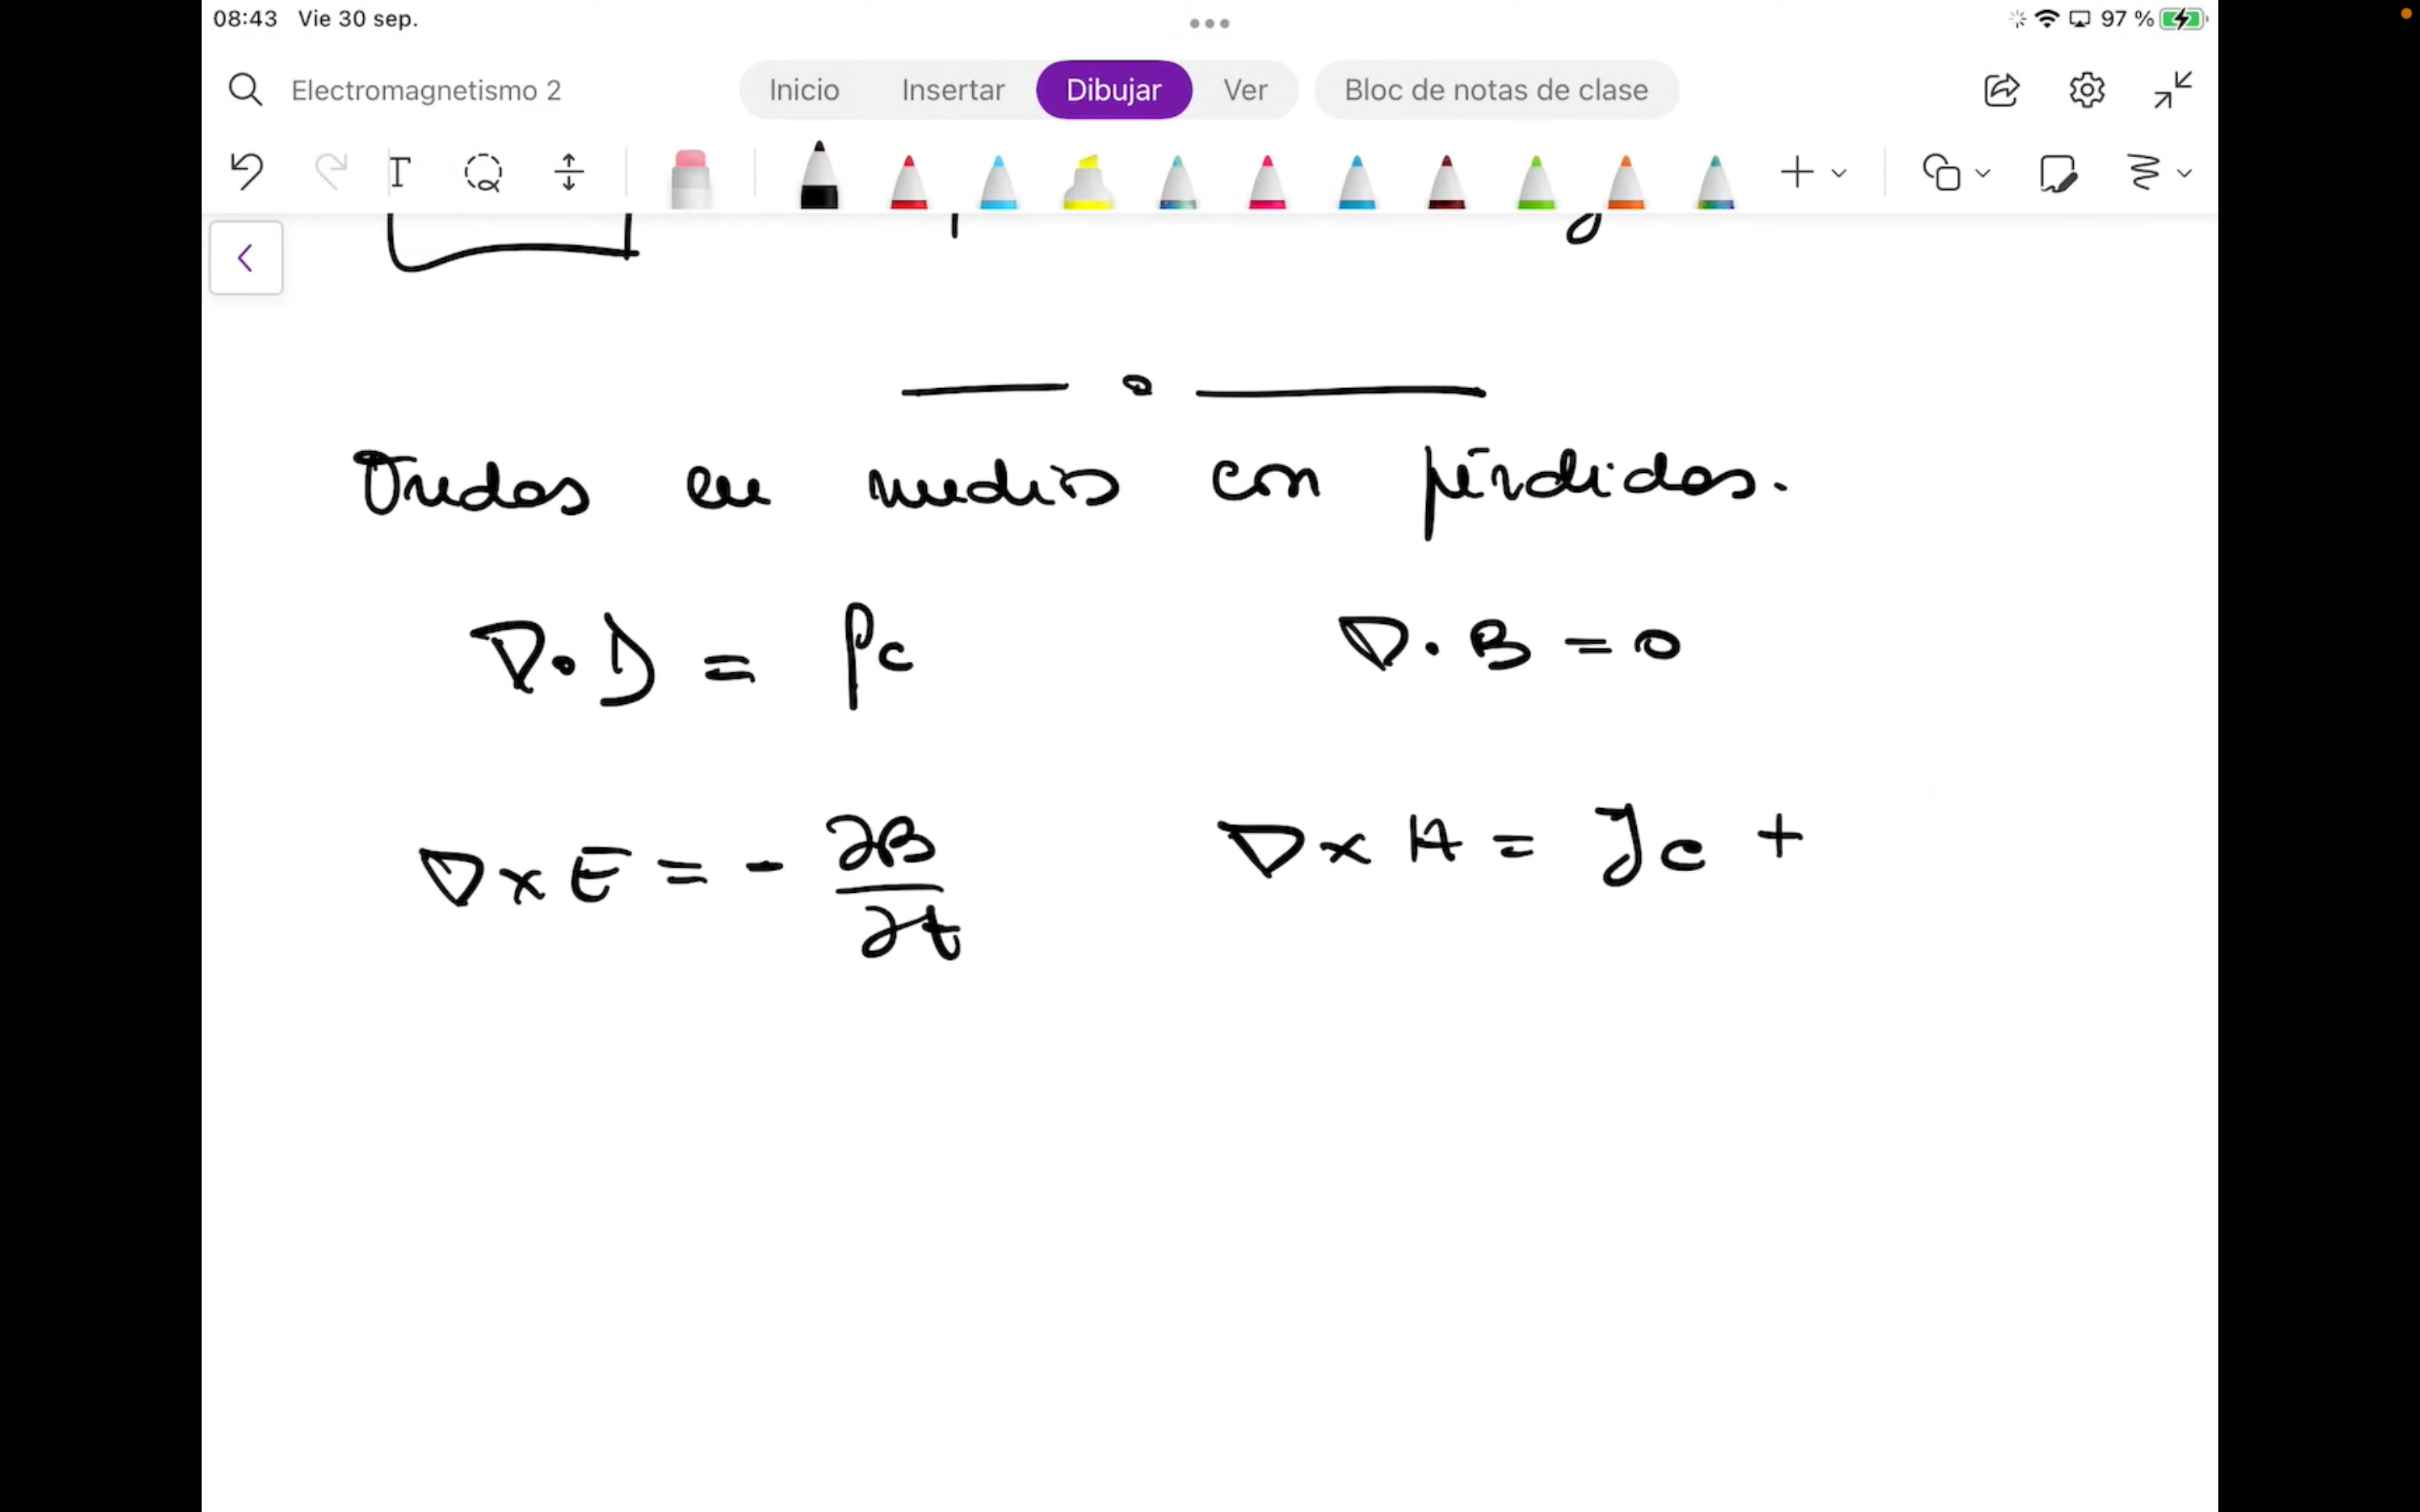 08:43 Vie 30 sep. 97 %
Electromagnetismo 2 Inicio Insertar Dibujar Ver Bloc de notas de clase
Ondas en medios con pérdidas.
∇·D = ρc ∇·B = 0
∇×E = - ∂B/∂t ∇×H = Jc +